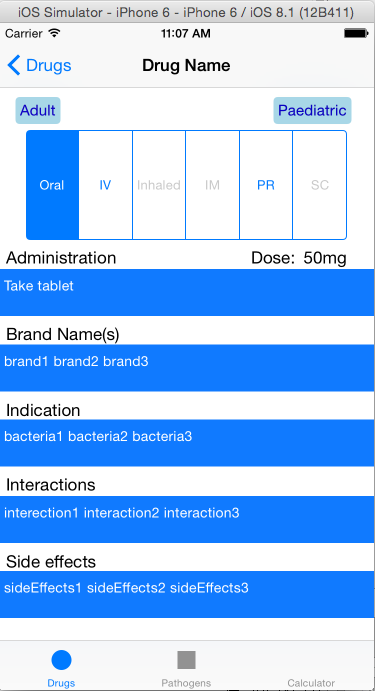 iOS Simulator - iPhone 6 - iPhone 6 / iOS 8.1 (12B411)
Carrier 11:07 AM
Drugs Drug Name
Adult Paediatric
Oral IV Inhaled IM PR SC
Administration Dose: 50mg
Take tablet
Brand Name(s)
brand1 brand2 brand3
Indication
bacteria1 bacteria2 bacteria3
Interactions
interection1 interaction2 interaction3
Side effects
sideEffects1 sideEffects2 sideEffects3
Drugs Pathogens Calculator